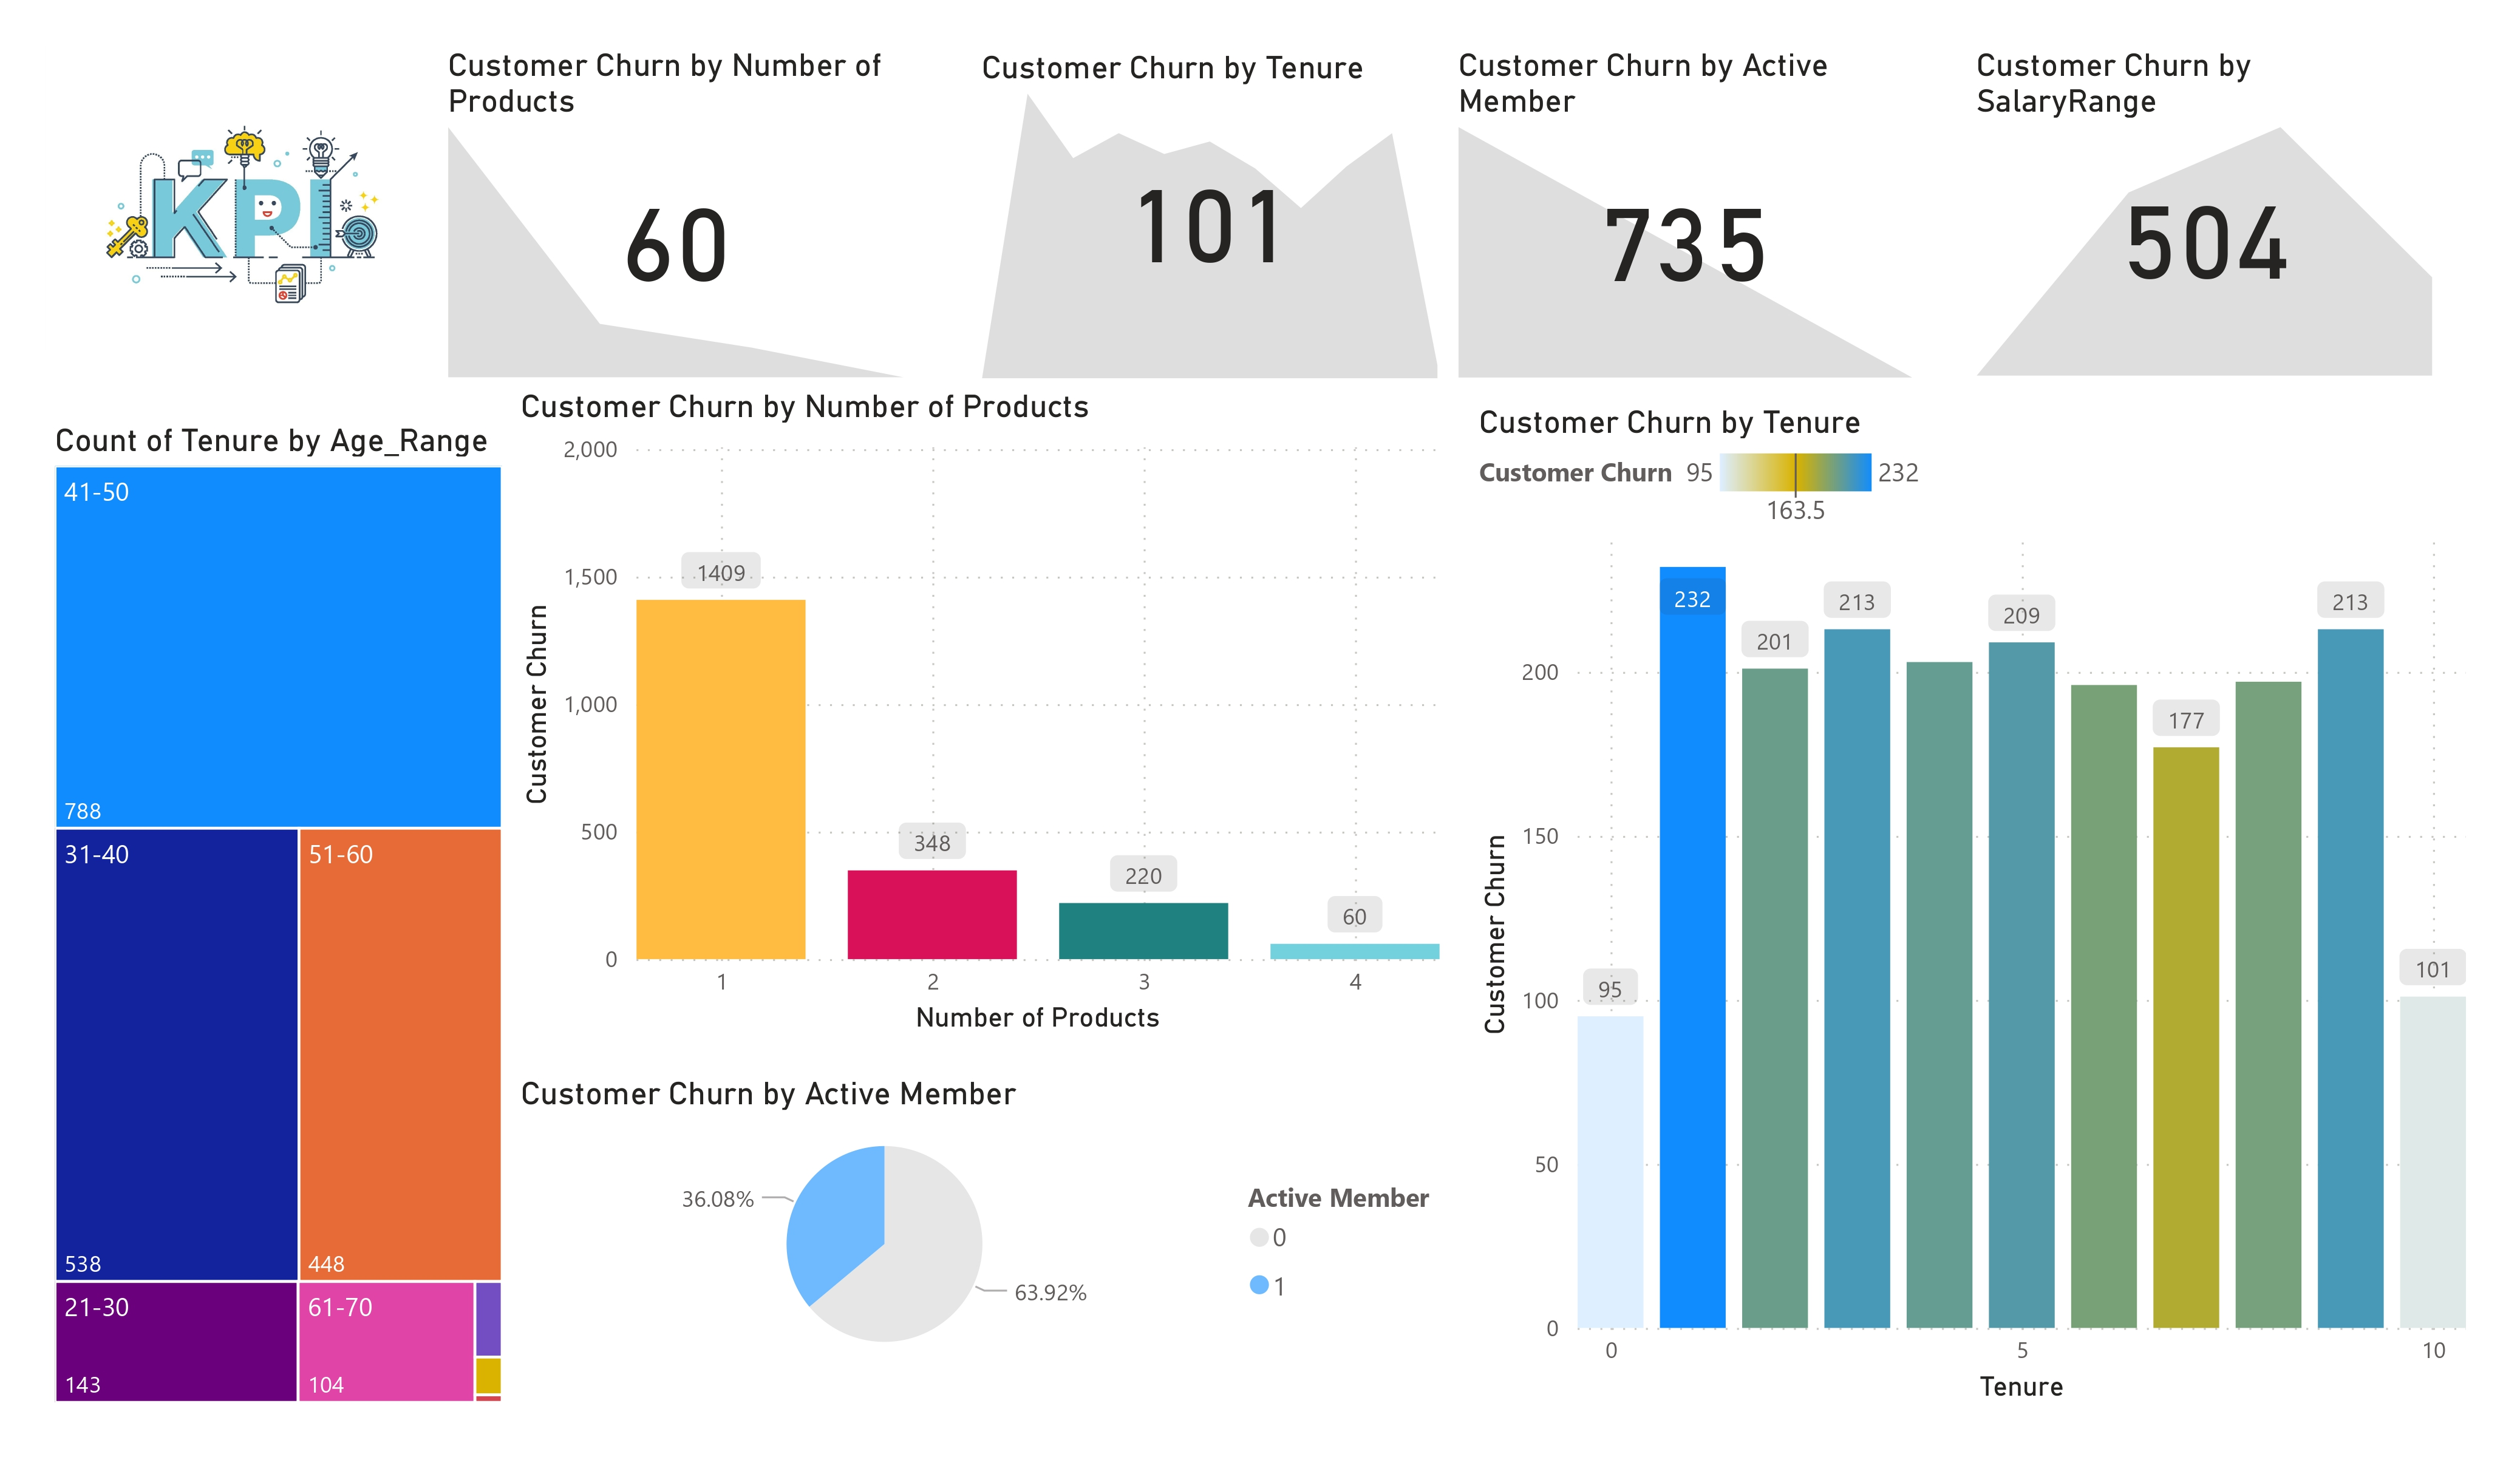 Customer Churn by Number of
Products
60
Customer Churn by Tenure
101
Customer Churn by Active
Member
735
Customer Churn by
SalaryRange
504
KPI
Count of Tenure by Age_Range
41-50
788
31-40
538
51-60
448
21-30
143
61-70
104
Customer Churn by Number of Products
Customer Churn
2,000
1,500
1,000
500
0
1409
348
220
60
1
2
3
4
Number of Products
Customer Churn by Active Member
36.08%
63.92%
Active Member
0
1
Customer Churn by Tenure
Customer Churn 95 232
163.5
Customer Churn
200
150
100
50
0
95
232
201
213
209
177
213
101
0
5
10
Tenure